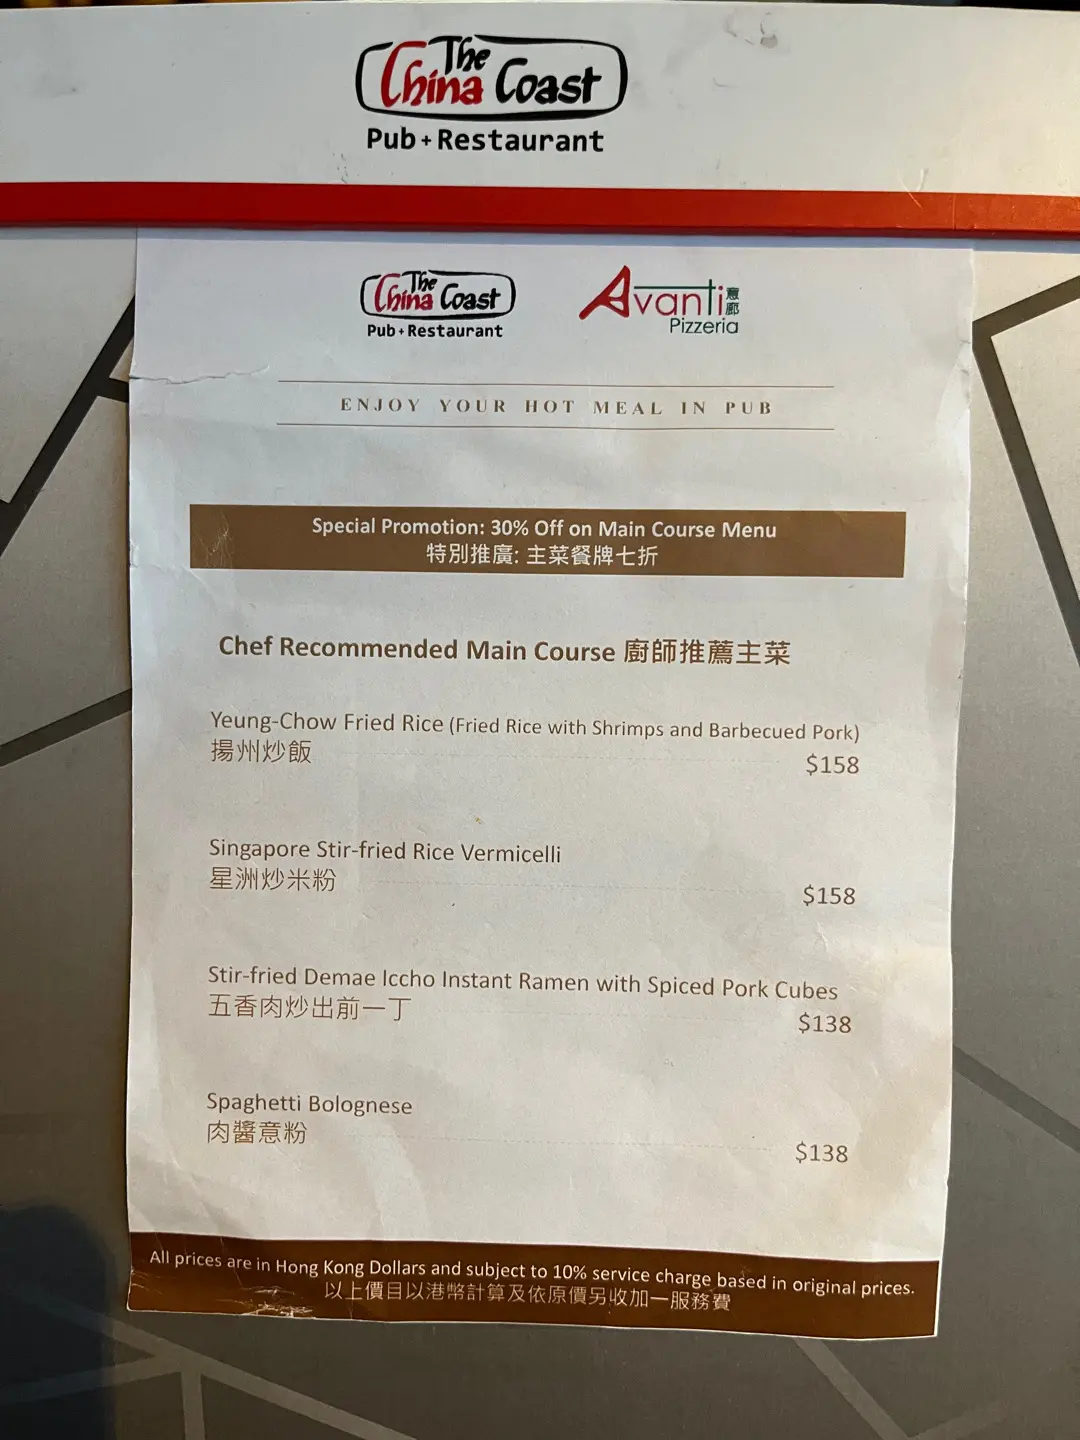 The China Coast
Pub + Restaurant
The China Coast
Pub + Restaurant
Avanti 意廊
Pizzeria
ENJOY YOUR HOT MEAL IN PUB
Special Promotion: 30% Off on Main Course Menu
特別推廣: 主菜餐牌七折
Chef Recommended Main Course 廚師推薦主菜
Yeung-Chow Fried Rice (Fried Rice with Shrimps and Barbecued Pork)
揚州炒飯
$158
Singapore Stir-fried Rice Vermicelli
星洲炒米粉
$158
Stir-fried Demae Iccho Instant Ramen with Spiced Pork Cubes
五香肉炒出前一丁
$138
Spaghetti Bolognese
肉醬意粉
$138
All prices are in Hong Kong Dollars and subject to 10% service charge based in original prices.
以上價目以港幣計算及依原價另收加一服務費